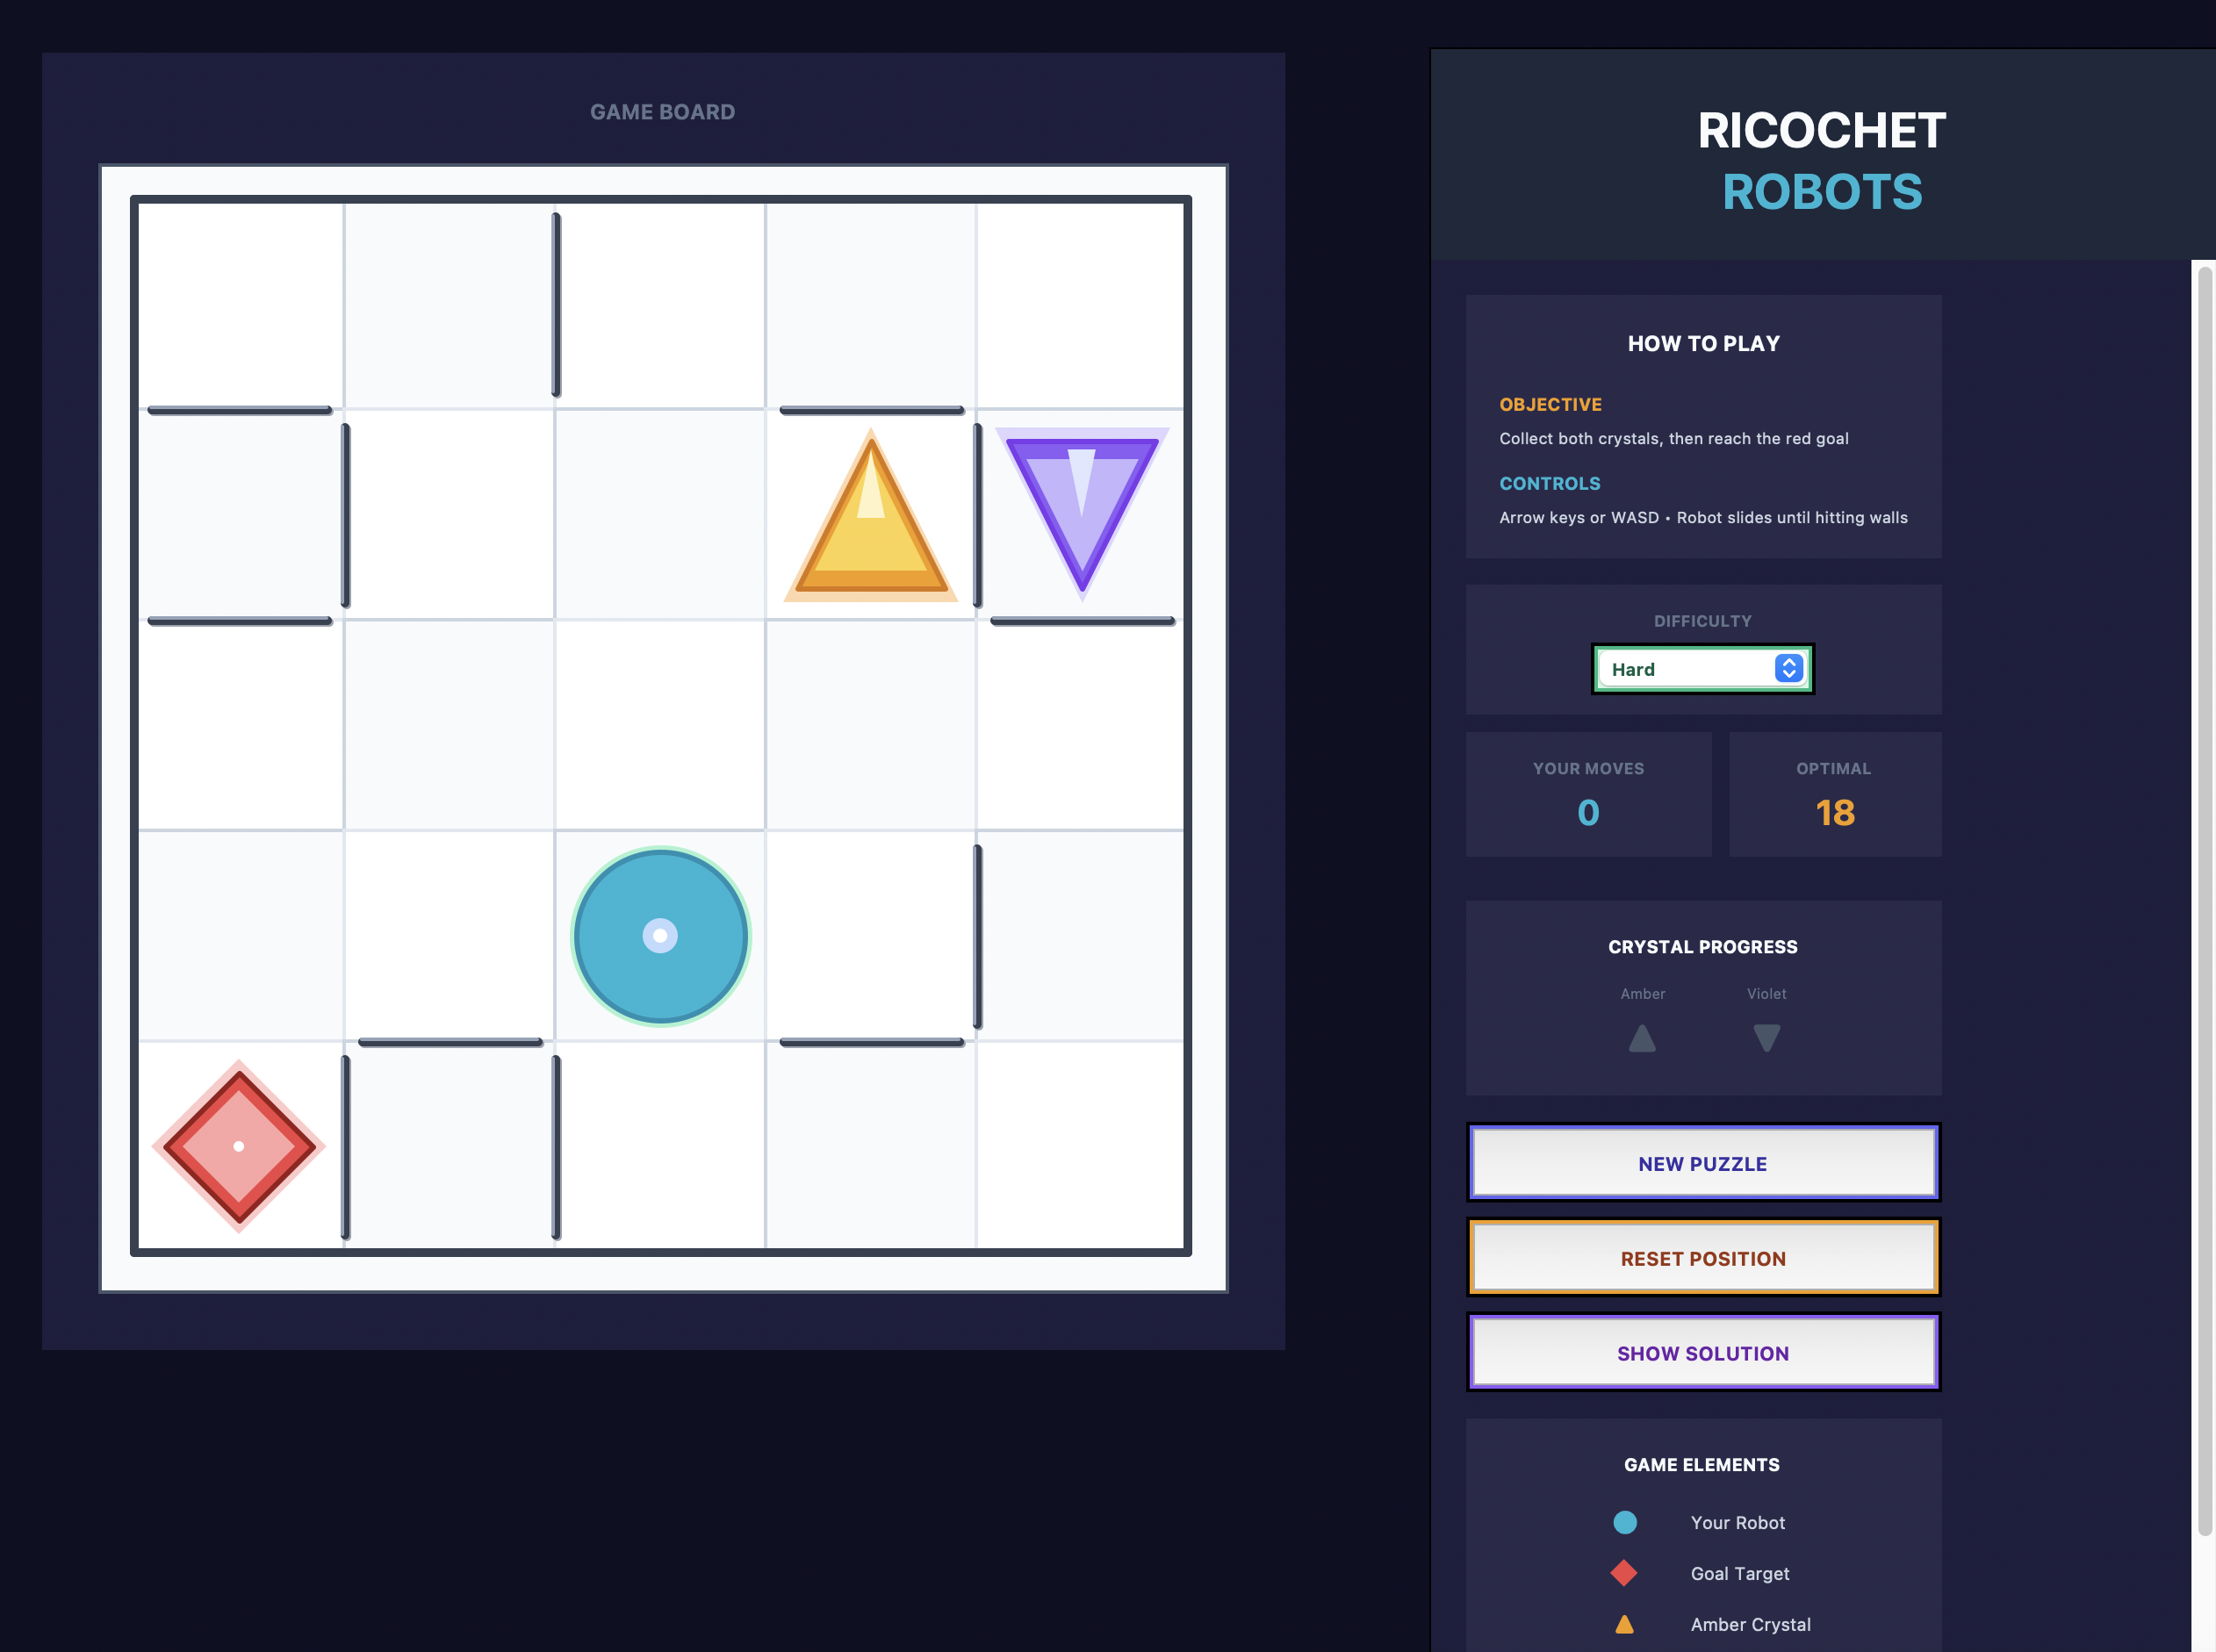 GAME BOARD
RICOCHET
ROBOTS
HOW TO PLAY
OBJECTIVE
Collect both crystals, then reach the red goal
CONTROLS
Arrow keys or WASD • Robot slides until hitting walls
DIFFICULTY
Hard
YOUR MOVES
0
OPTIMAL
18
CRYSTAL PROGRESS
Amber
Violet
NEW PUZZLE
RESET POSITION
SHOW SOLUTION
GAME ELEMENTS
Your Robot
Goal Target
Amber Crystal